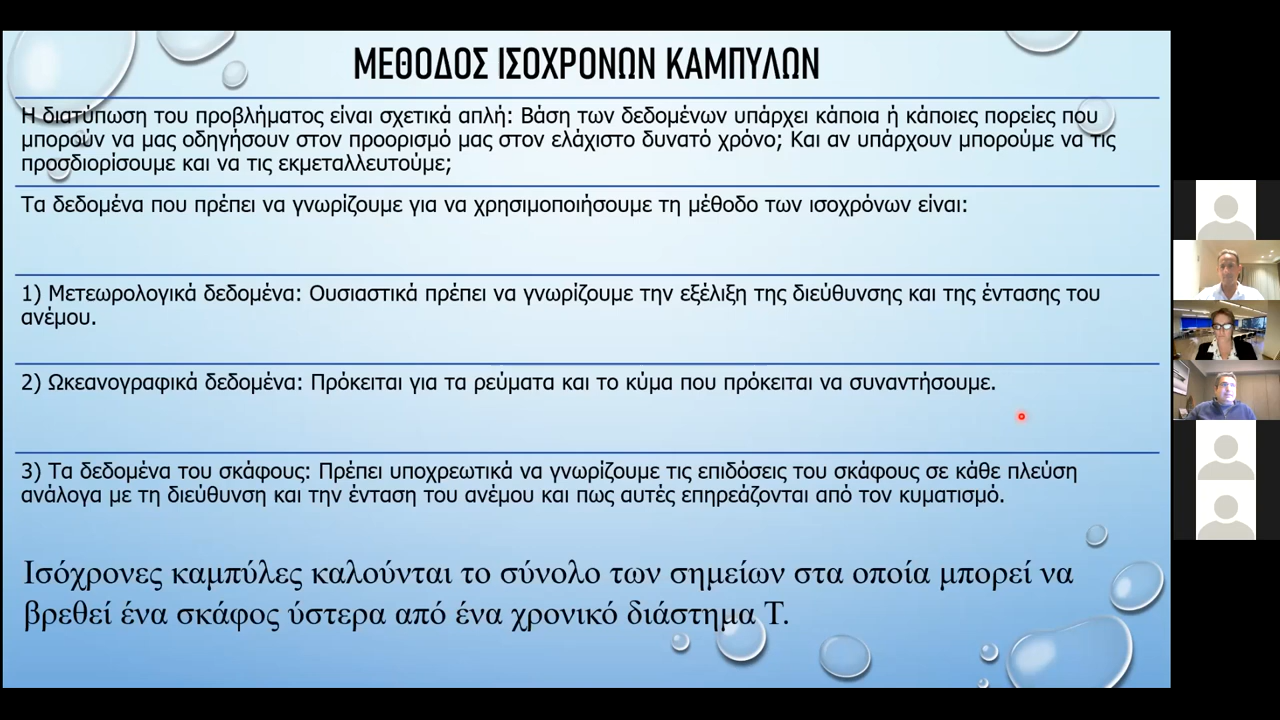 ΜΕΘΟΔΟΣ ΙΣΟΧΡΟΝΩΝ ΚΑΜΠΥΛΩΝ
Η διατύπωση του προβλήματος είναι σχετικά απλή: Βάση των δεδομένων υπάρχει κάποια ή κάποιες πορείες που
μπορούν να μας οδηγήσουν στον προορισμό μας στον ελάχιστο δυνατό χρόνο; Και αν υπάρχουν μπορούμε να τις
προσδιορίσουμε και να τις εκμεταλλευτούμε;
Τα δεδομένα που πρέπει να γνωρίζουμε για να χρησιμοποιήσουμε τη μέθοδο των ισοχρόνων είναι:
1) Μετεωρολογικά δεδομένα: Ουσιαστικά πρέπει να γνωρίζουμε την εξέλιξη της διεύθυνσης και της έντασης του
ανέμου.
2) Ωκεανογραφικά δεδομένα: Πρόκειται για τα ρεύματα και το κύμα που πρόκειται να συναντήσουμε.
3) Τα δεδομένα του σκάφους: Πρέπει υποχρεωτικά να γνωρίζουμε τις επιδόσεις του σκάφους σε κάθε πλεύση
ανάλογα με τη διεύθυνση και την ένταση του ανέμου και πως αυτές επηρεάζονται από τον κυματισμό.
Ισόχρονες καμπύλες καλούνται το σύνολο των σημείων στα οποία μπορεί να
βρεθεί ένα σκάφος ύστερα από ένα χρονικό διάστημα Τ.